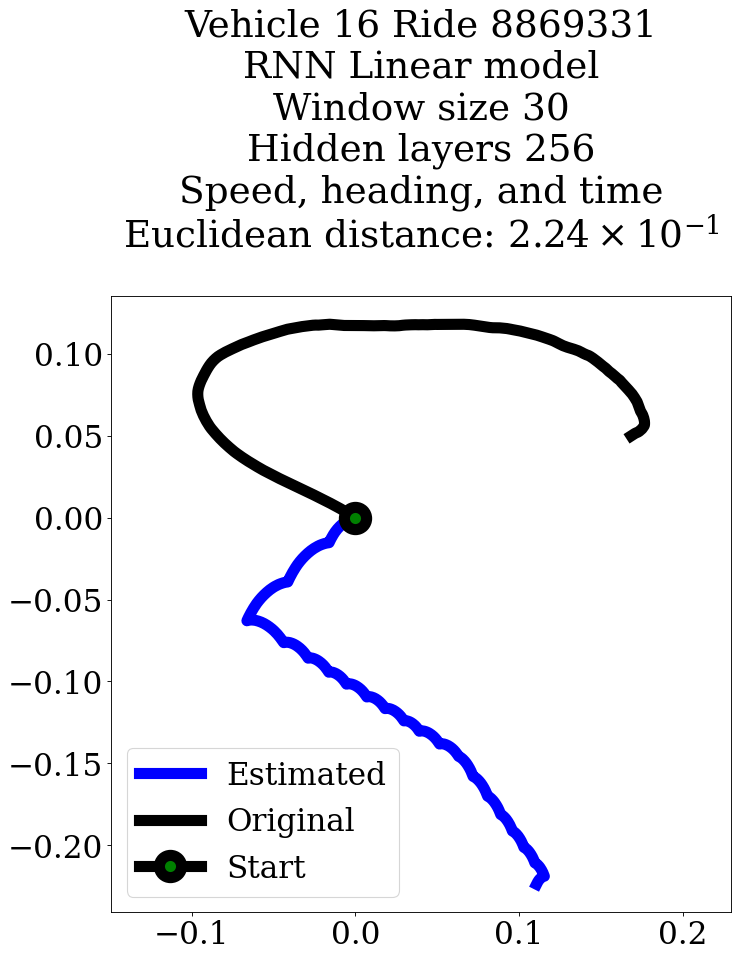 Vehicle 16 Ride 8869331
RNN Linear model
Window size 30
Hidden layers 256
Speed, heading, and time
Euclidean distance: 2.24 × 10⁻¹
0.10
0.05
0.00
−0.05
−0.10
−0.15
−0.20
Estimated
Original
Start
−0.1 0.0 0.1 0.2